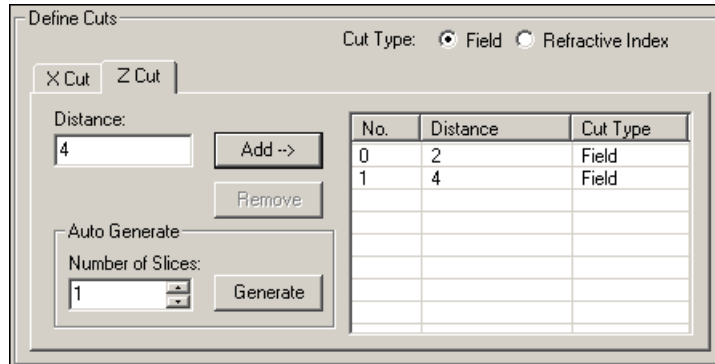 Define Cuts
Cut Type: Field Refractive Index
X Cut Z Cut
Distance:
4
Add -->
Remove
Auto Generate
Number of Slices:
1
Generate
No. Distance Cut Type
0 2 Field
1 4 Field